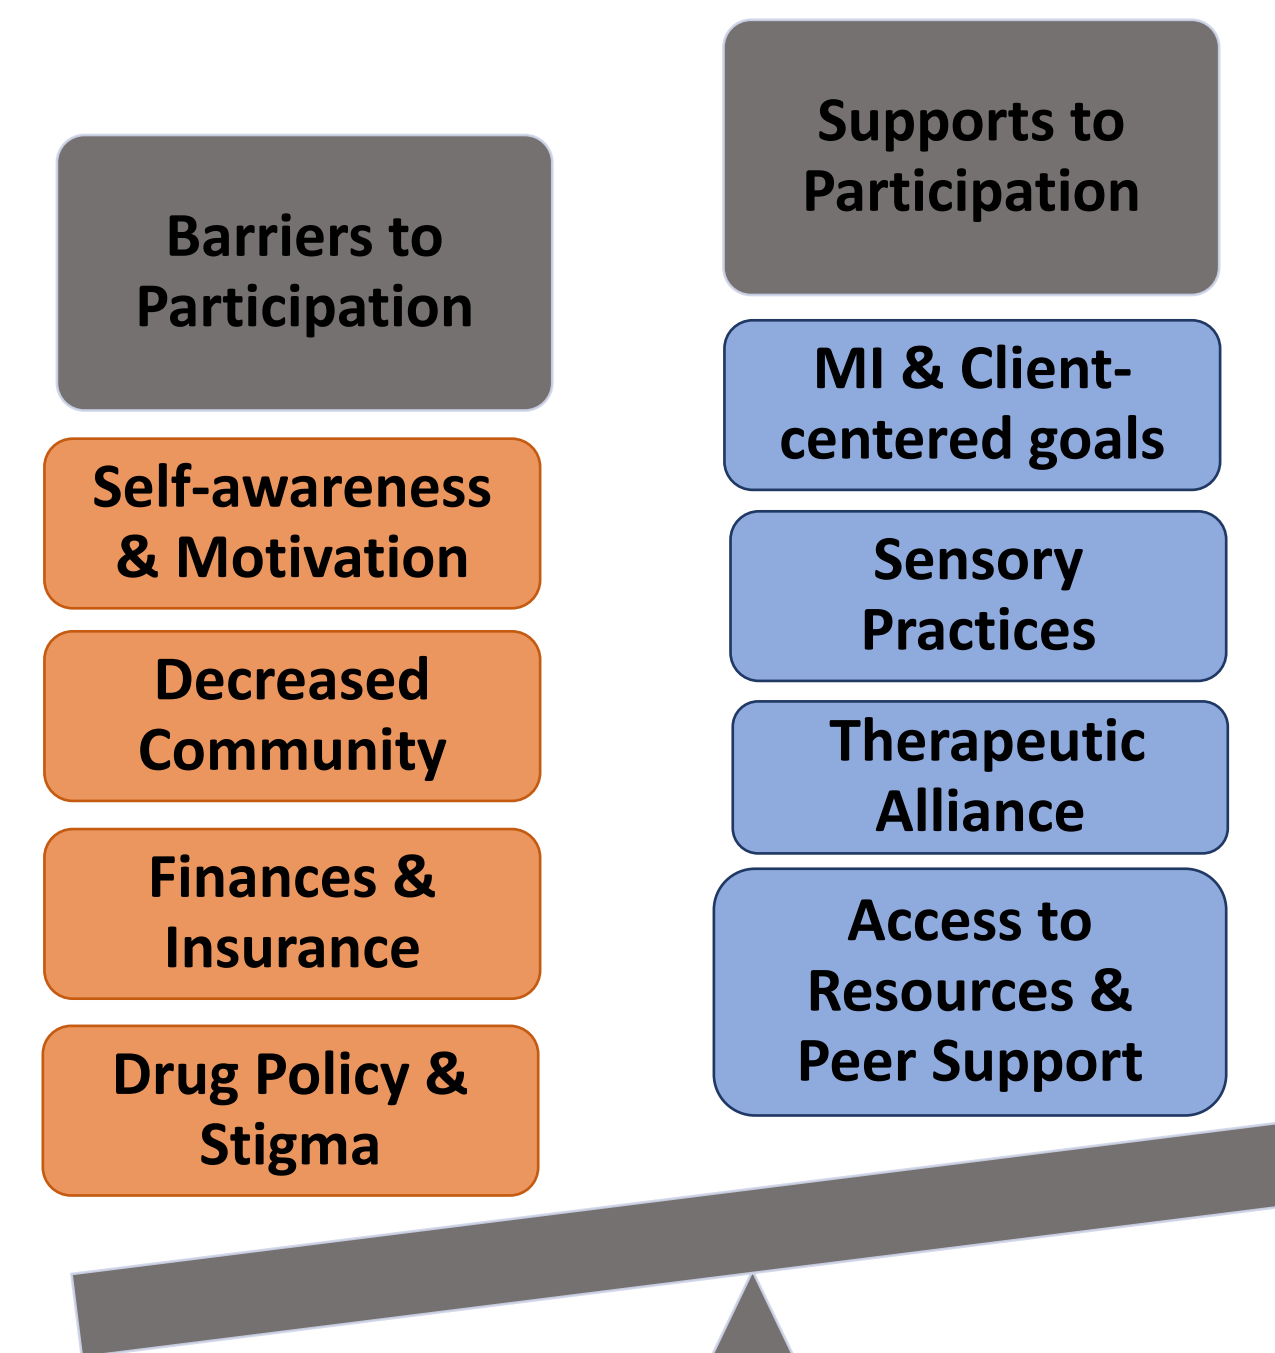 Barriers to
Participation
Self-awareness
& Motivation
Decreased
Community
Finances &
Insurance
Drug Policy &
Stigma
Supports to
Participation
MI & Client-
centered goals
Sensory
Practices
Therapeutic
Alliance
Access to
Resources &
Peer Support